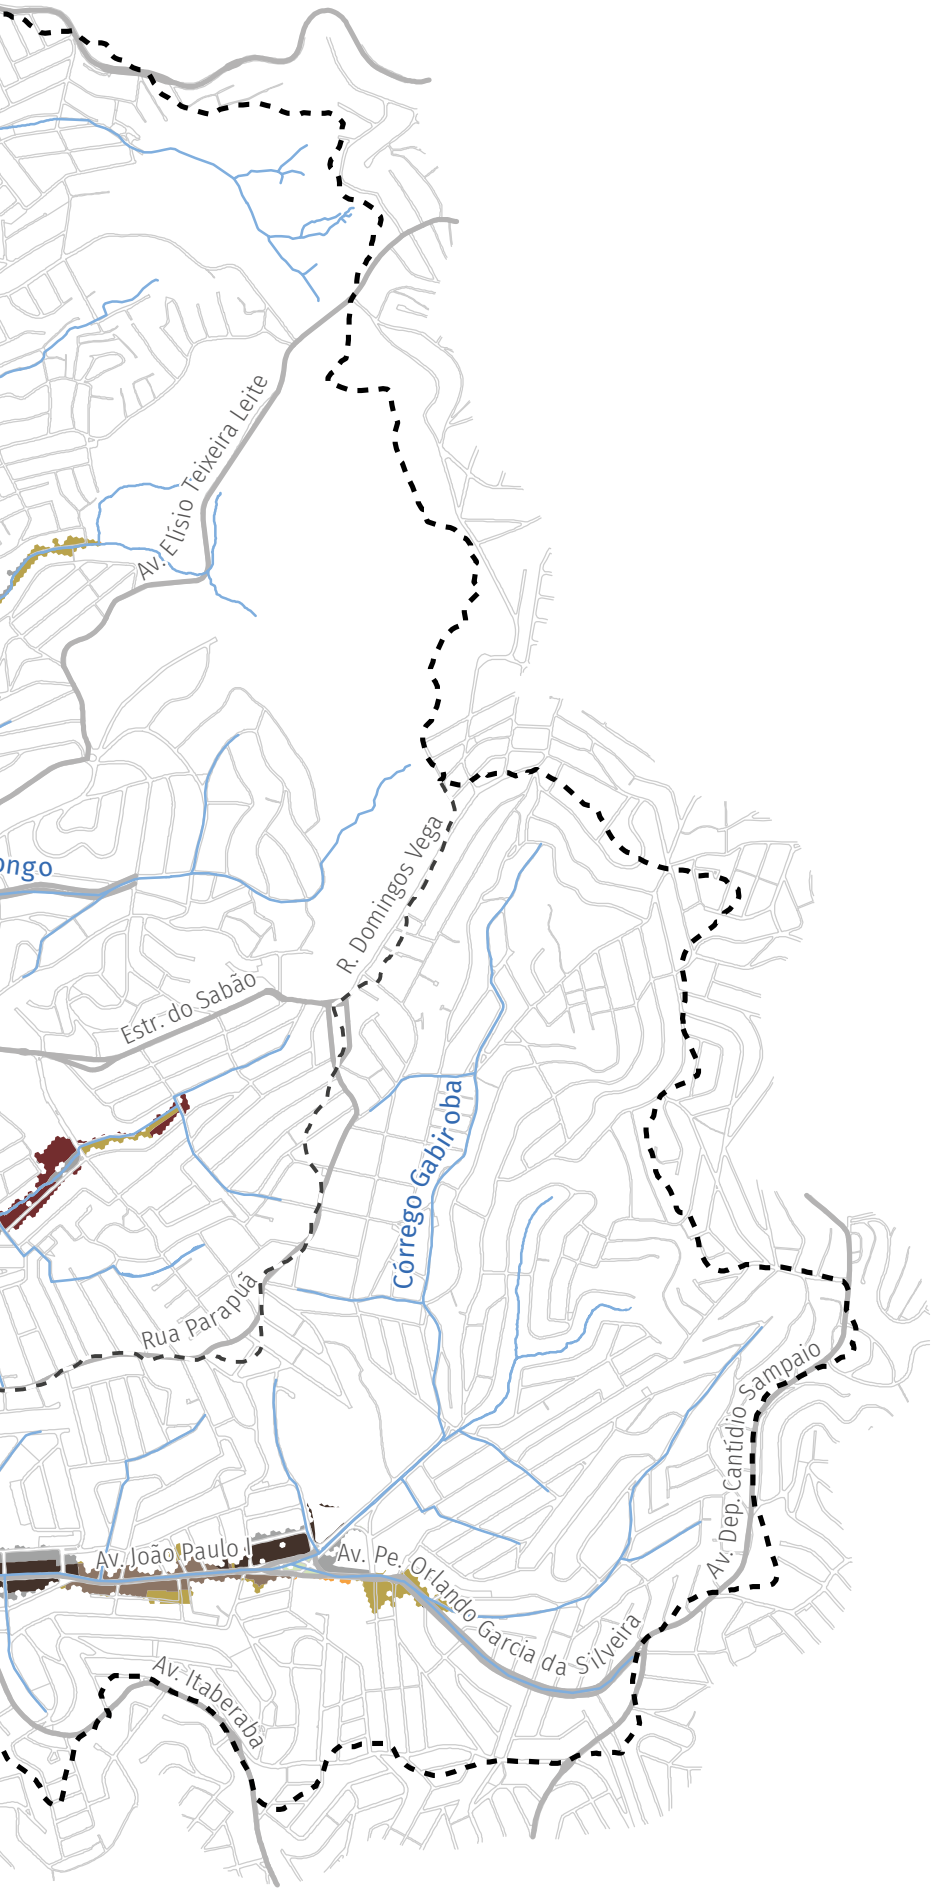 Av. Elísio Teixeira Leite
ongo
R. Domingos Vega
Estr. do Sabão
Córrego Gabiroba
Rua Parapuã
Av. Dep. Cantídio Sampaio
Av. João Paulo I
Av. Pe. Orlando Garcia da Silveira
Av. Itaberaba